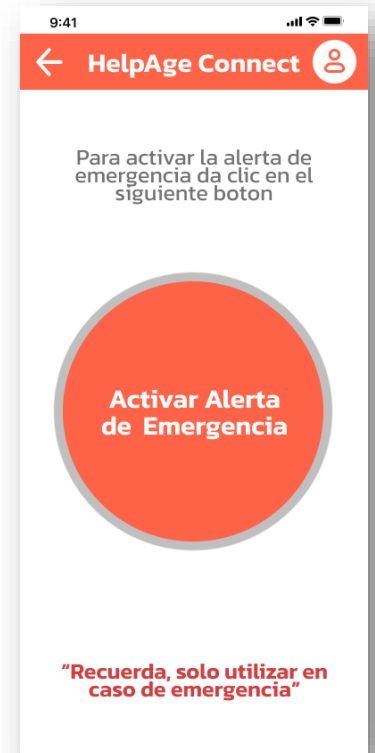 9:41
HelpAge Connect
Para activar la alerta de
emergencia da clic en el
siguiente boton
Activar Alerta
de Emergencia
“Recuerda, solo utilizar en
caso de emergencia”